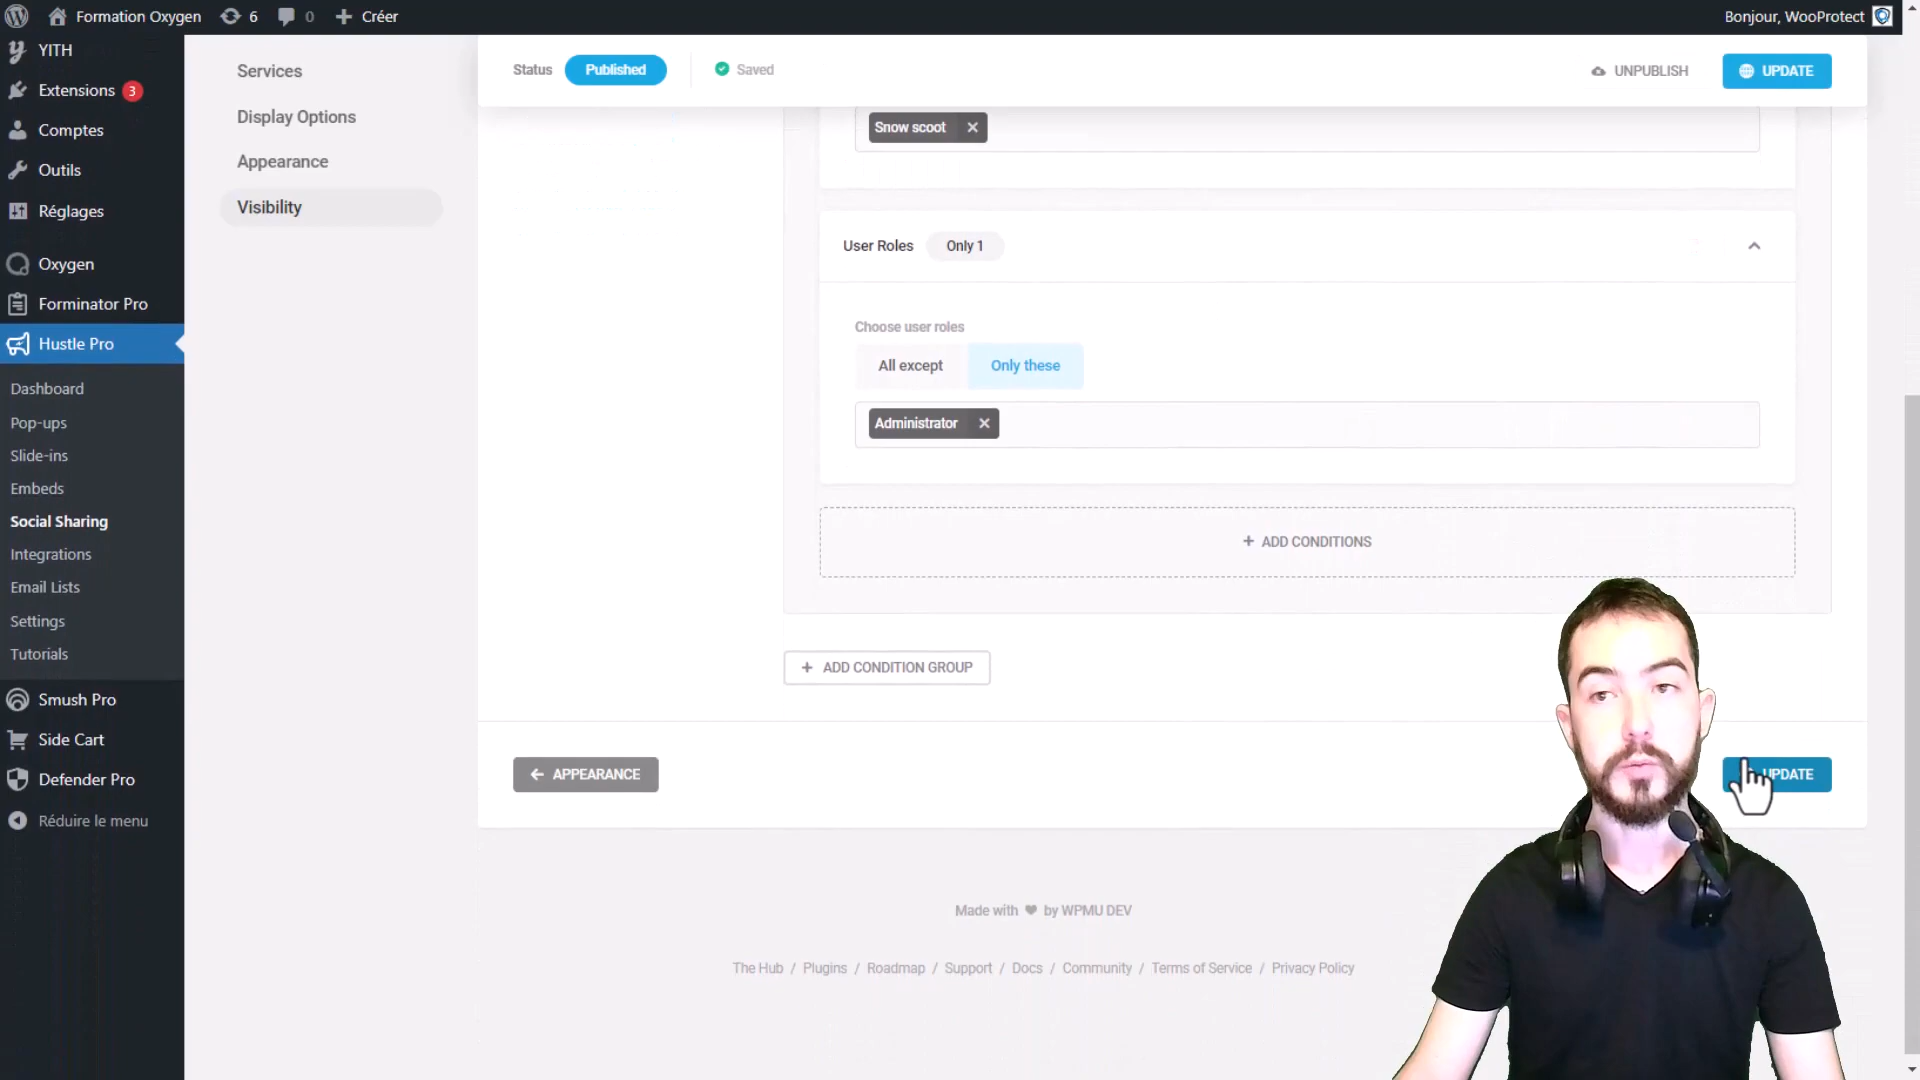 Formation Oxygen
6
0
Créer
Bonjour, WooProtect
YITH
Extensions 3
Comptes
Outils
Réglages
Oxygen
Forminator Pro
Hustle Pro
Dashboard
Pop-ups
Slide-ins
Embeds
Social Sharing
Integrations
Email Lists
Settings
Tutorials
Smush Pro
Side Cart
Defender Pro
Réduire le menu
Services
Display Options
Appearance
Visibility
Status Published Saved
UNPUBLISH
UPDATE
Snow scoot
User Roles Only 1
Choose user roles
All except Only these
Administrator
+ ADD CONDITIONS
+ ADD CONDITION GROUP
APPEARANCE
UPDATE
Made with ♥ by WPMU DEV
The Hub / Plugins / Roadmap / Support / Docs / Community / Terms of Service / Privacy Policy